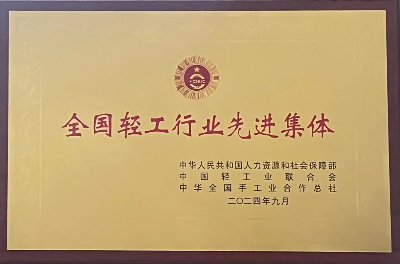 CNLIC
全国轻工行业先进集体
中华人民共和国人力资源和社会保障部
中国轻工业联合会
中华全国手工业合作总社
二〇二四年九月